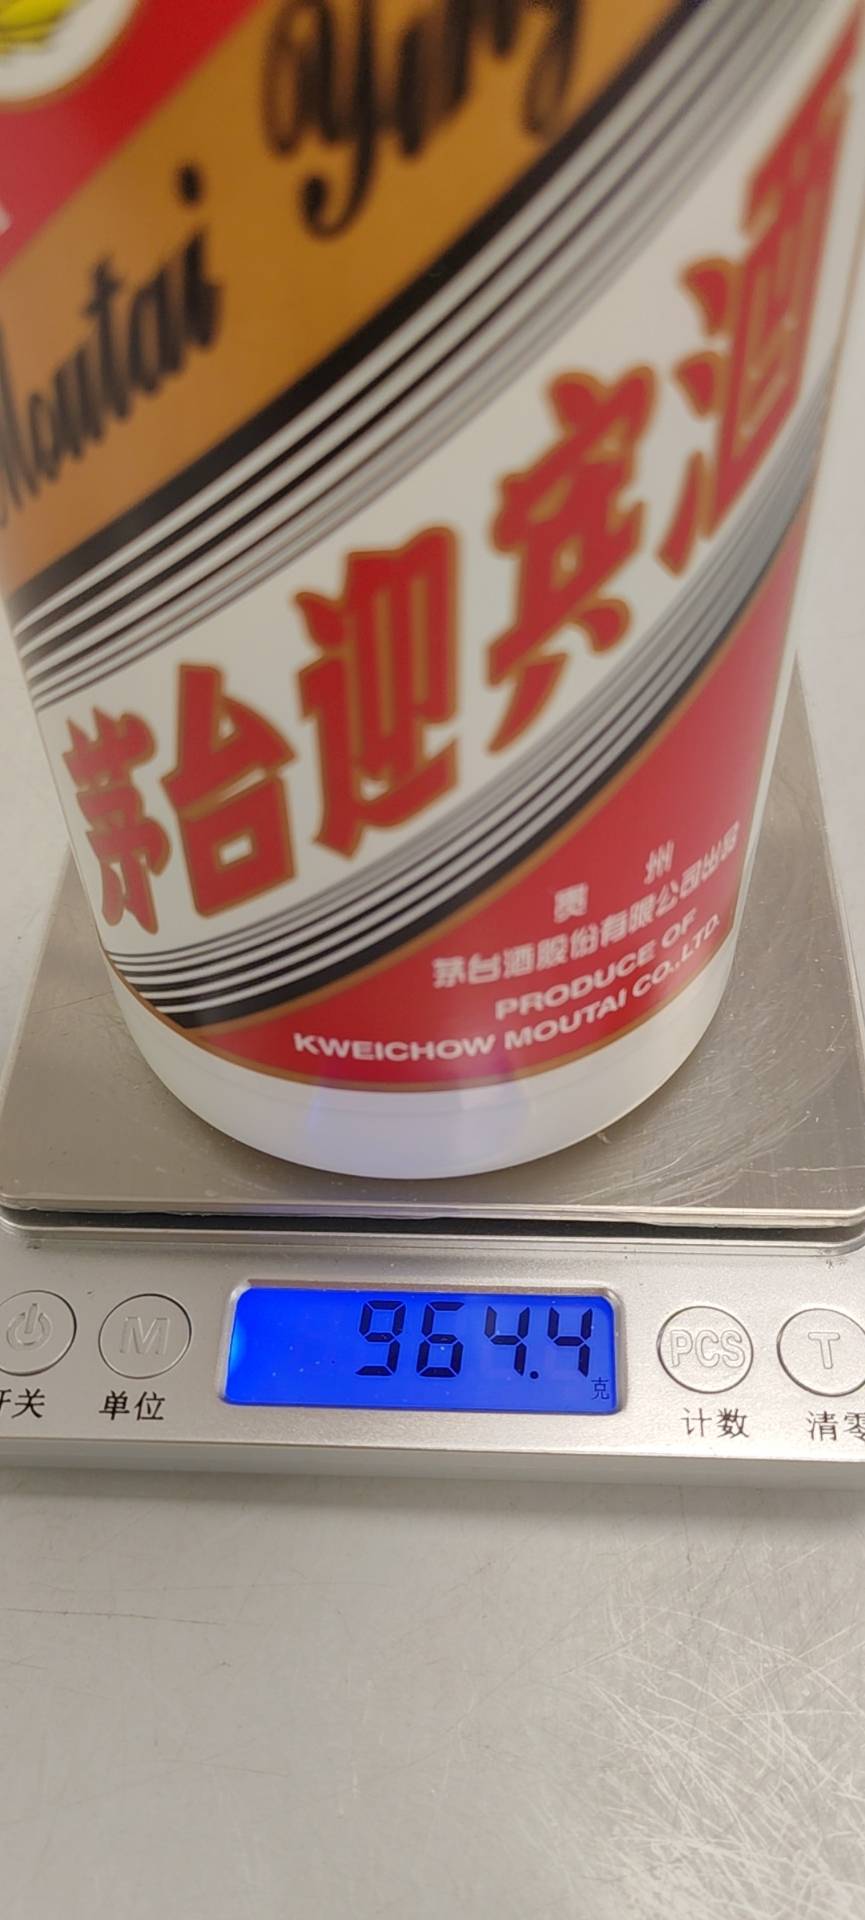 Moutai Ying
茅台迎宾酒
贵 州
茅台酒股份有限公司出品
PRODUCE OF
KWEICHOW MOUTAI CO.,LTD.
964.4
克
M
PCS
T
开关
单位
计数
清零